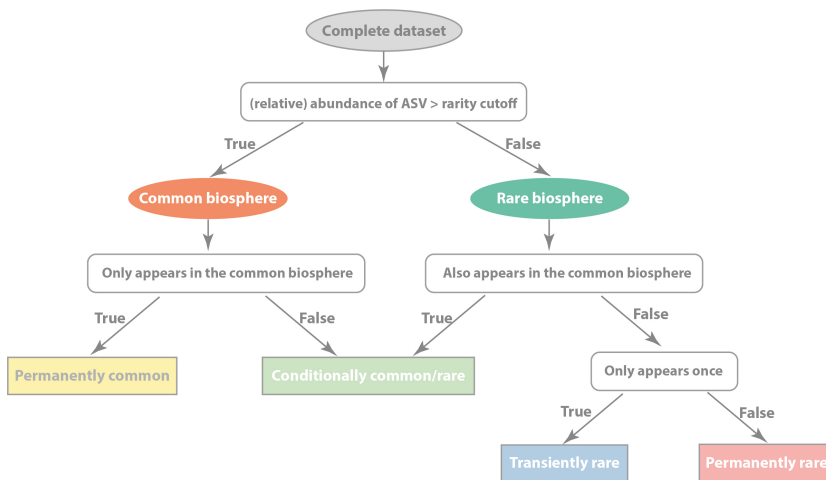 Complete dataset
(relative) abundance of ASV > rarity cutoff
True
False
Common biosphere
Rare biosphere
Only appears in the common biosphere
Also appears in the common biosphere
True
False
True
False
Permanently common
Conditionally common/rare
Only appears once
True
False
Transiently rare
Permanently rare